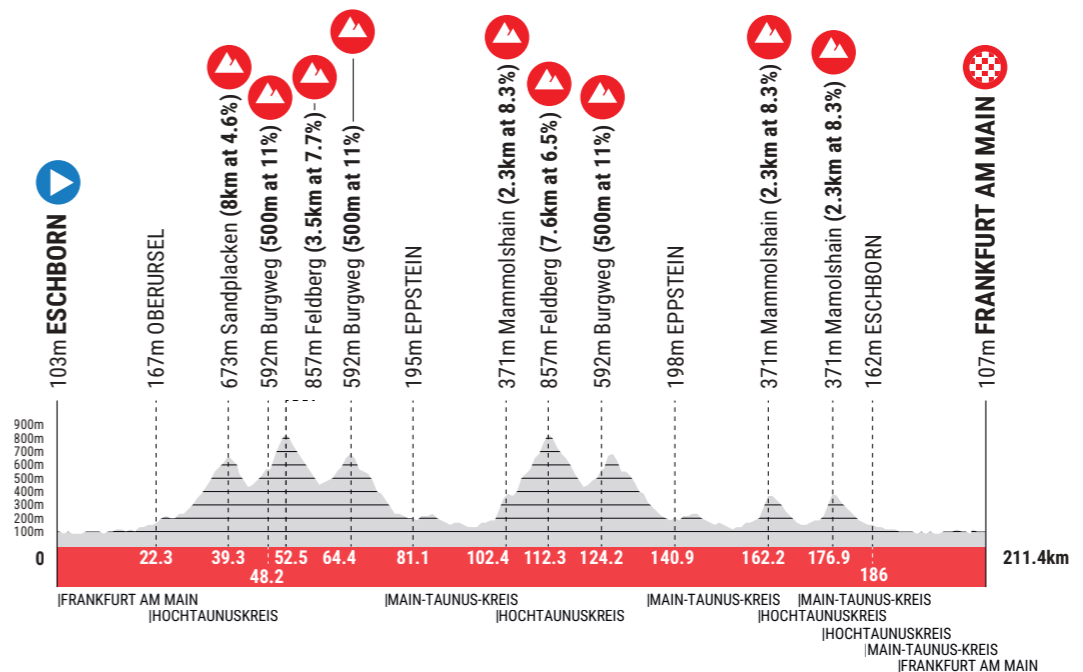 103m ESCHBORN
167m OBERURSEL
673m Sandplacken (8km at 4.6%)
592m Burgweg (500m at 11%)
857m Feldberg (3.5km at 7.7%)
592m Burgweg (500m at 11%)
195m EPPSTEIN
371m Mammolshain (2.3km at 8.3%)
857m Feldberg (7.6km at 6.5%)
592m Burgweg (500m at 11%)
198m EPPSTEIN
371m Mammolshain (2.3km at 8.3%)
371m Mamolshain (2.3km at 8.3%)
162m ESCHBORN
107m FRANKFURT AM MAIN
900m
800m
700m
600m
500m
400m
300m
200m
100m
0 22.3 39.3 48.2 52.5 64.4 81.1 102.4 112.3 124.2 140.9 162.2 176.9 186 211.4km
|FRANKFURT AM MAIN |MAIN-TAUNUS-KREIS |MAIN-TAUNUS-KREIS |MAIN-TAUNUS-KREIS
|HOCHTAUNUSKREIS |HOCHTAUNUSKREIS |HOCHTAUNUSKREIS
|HOCHTAUNUSKREIS
|MAIN-TAUNUS-KREIS
|FRANKFURT AM MAIN